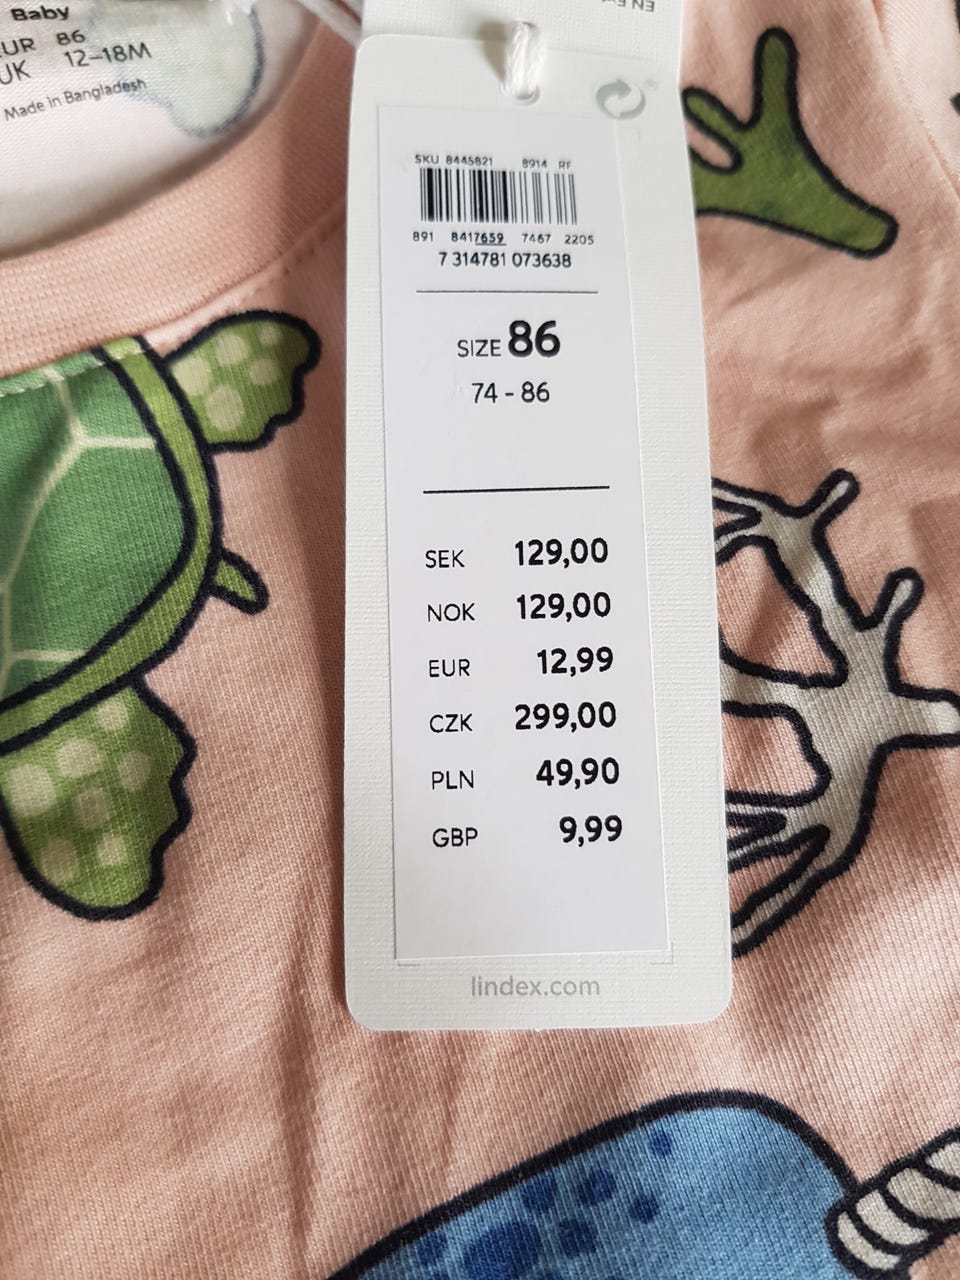 Baby
EUR 86
UK 12-18M
Made in Bangladesh
SKU 8445821 8914 RF
891 8417659 7467 2205
7 314781 073638
SIZE 86
74 - 86
SEK 129,00
NOK 129,00
EUR 12,99
CZK 299,00
PLN 49,90
GBP 9,99
lindex.com